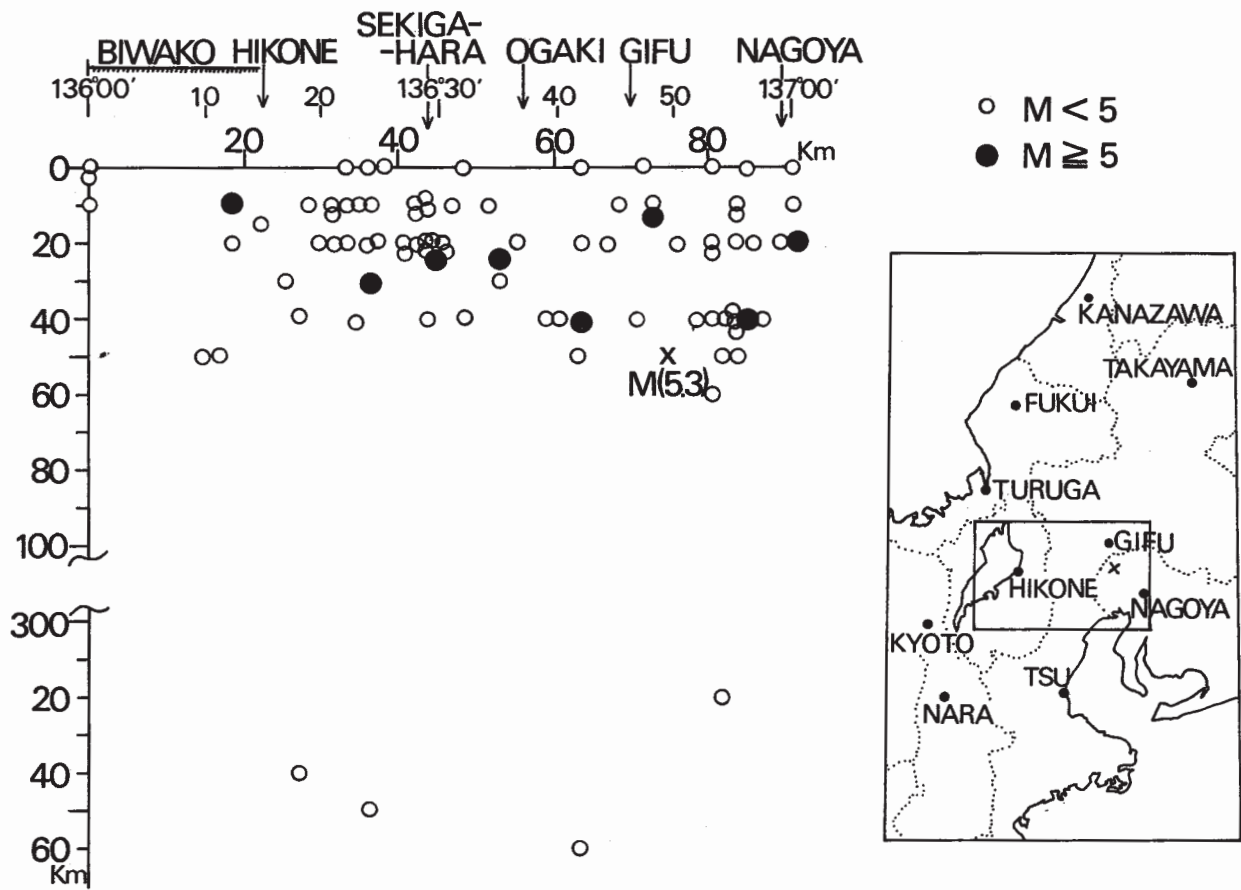 SEKIGA-
BIWAKO HIKONE -HARA OGAKI GIFU NAGOYA
136°00' 10 20 136°30' 40 50 137°00'
20 40 60 80 Km
0
20
40
60
80
100
300
20
40
60
Km
M(5.3)
○ M < 5
● M ≧ 5
KANAZAWA
TAKAYAMA
FUKUI
TURUGA
GIFU
HIKONE
NAGOYA
KYOTO
TSU
NARA